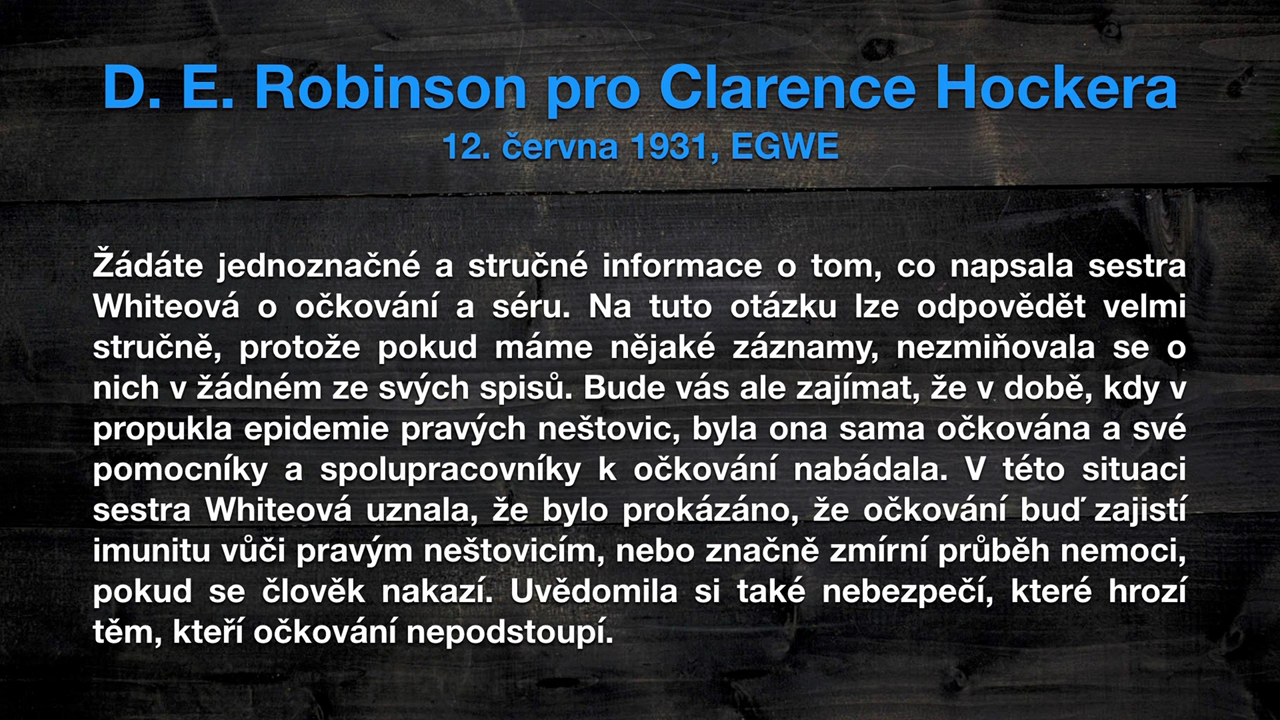 D. E. Robinson pro Clarence Hockera
12. června 1931, EGWE
Žádáte jednoznačné a stručné informace o tom, co napsala sestra
Whiteová o očkování a séru. Na tuto otázku lze odpovědět velmi
stručně, protože pokud máme nějaké záznamy, nezmiňovala se o
nich v žádném ze svých spisů. Bude vás ale zajímat, že v době, kdy v
propukla epidemie pravých neštovic, byla ona sama očkována a své
pomocníky a spolupracovníky k očkování nabádala. V této situaci
sestra Whiteová uznala, že bylo prokázáno, že očkování buď zajistí
imunitu vůči pravým neštovicím, nebo značně zmírní průběh nemoci,
pokud se člověk nakazí. Uvědomila si také nebezpečí, které hrozí
těm, kteří očkování nepodstoupí.